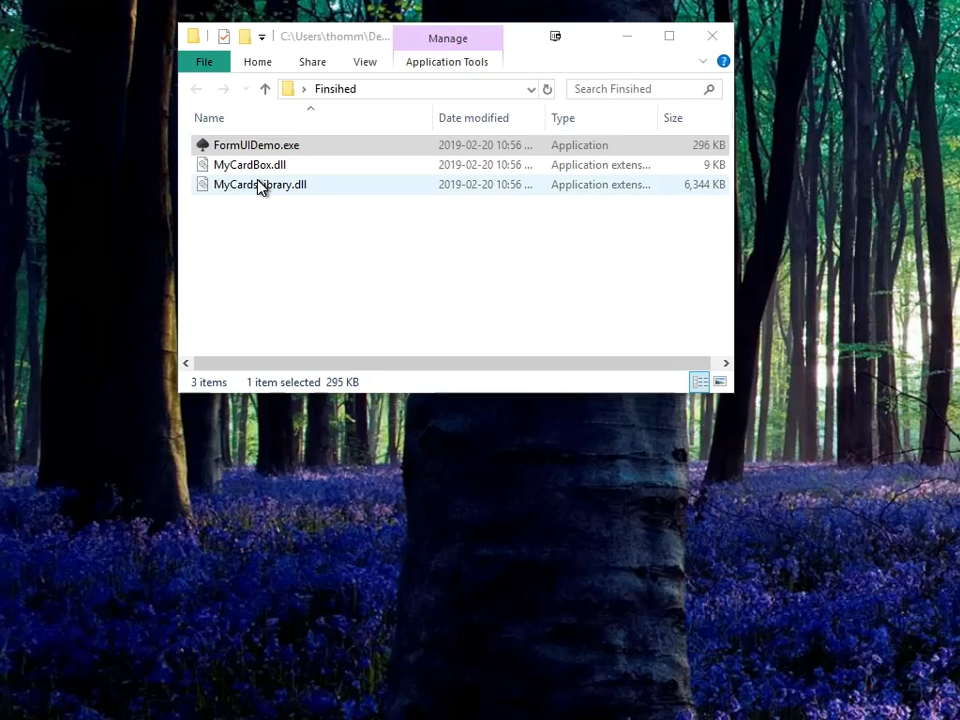 C:\Users\thomm\De... Manage
File Home Share View Application Tools
Finsihed Search Finsihed
Name Date modified Type Size
FormUIDemo.exe 2019-02-20 10:56 ... Application 296 KB
MyCardBox.dll 2019-02-20 10:56 ... Application extens... 9 KB
MyCardsLibrary.dll 2019-02-20 10:56 ... Application extens... 6,344 KB
3 items 1 item selected 295 KB